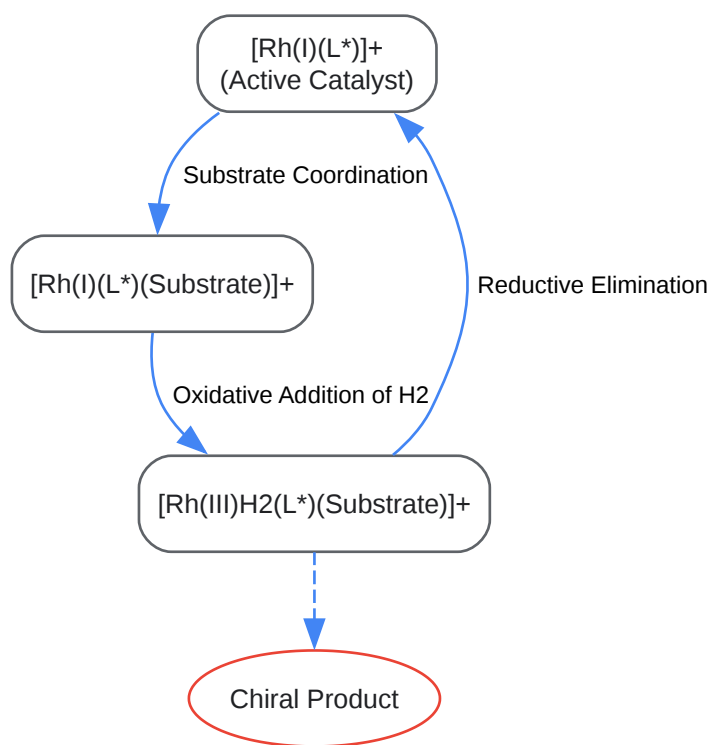 [Rh(I)(L*)]+
(Active Catalyst)
Substrate Coordination
[Rh(I)(L*)(Substrate)]+
Reductive Elimination
Oxidative Addition of H2
[Rh(III)H2(L*)(Substrate)]+
Chiral Product